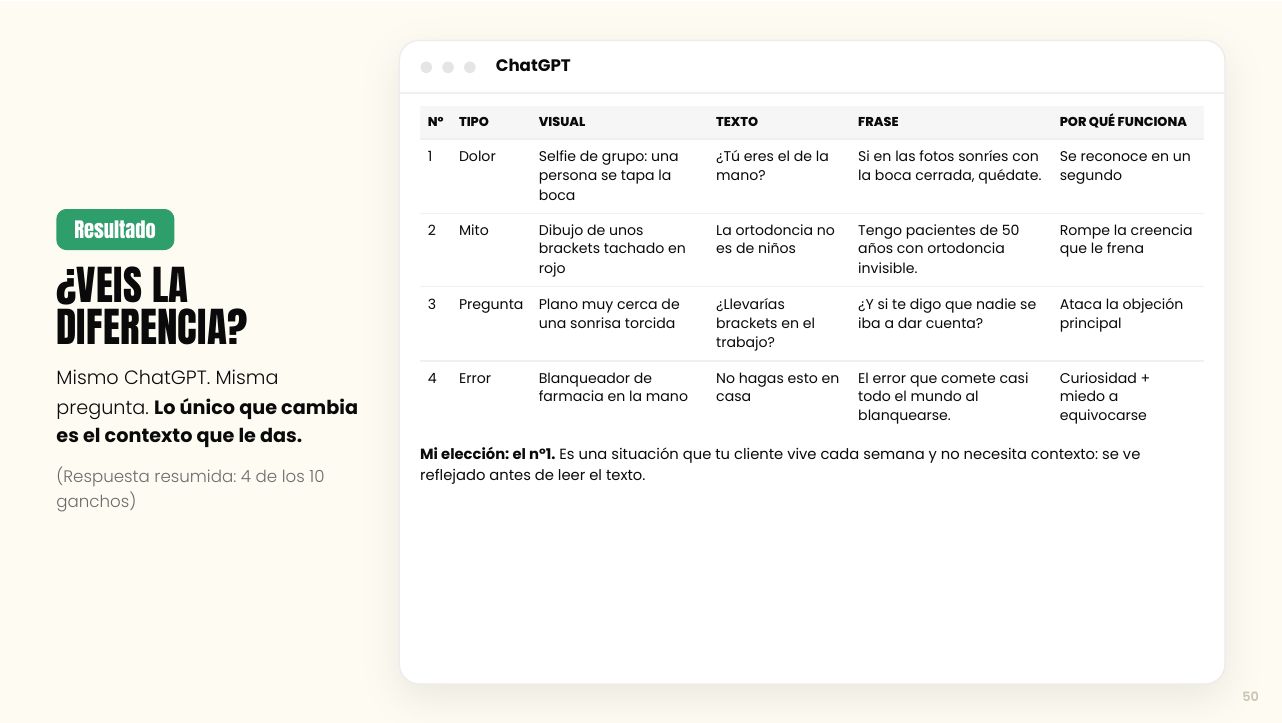 Resultado
¿VEIS LA
DIFERENCIA?
Mismo ChatGPT. Misma
pregunta. Lo único que cambia
es el contexto que le das.
(Respuesta resumida: 4 de los 10
ganchos)
ChatGPT
Nº TIPO VISUAL TEXTO FRASE POR QUÉ FUNCIONA
1 Dolor Selfie de grupo: una ¿Tú eres el de la Si en las fotos sonríes con Se reconoce en un
persona se tapa la mano? la boca cerrada, quédate. segundo
boca
2 Mito Dibujo de unos La ortodoncia no Tengo pacientes de 50 Rompe la creencia
brackets tachado en es de niños años con ortodoncia que le frena
rojo invisible.
3 Pregunta Plano muy cerca de ¿Llevarías ¿Y si te digo que nadie se Ataca la objeción
una sonrisa torcida brackets en el iba a dar cuenta? principal
trabajo?
4 Error Blanqueador de No hagas esto en El error que comete casi Curiosidad +
farmacia en la mano casa todo el mundo al miedo a
blanquearse. equivocarse
Mi elección: el nº1. Es una situación que tu cliente vive cada semana y no necesita contexto: se ve
reflejado antes de leer el texto.
50